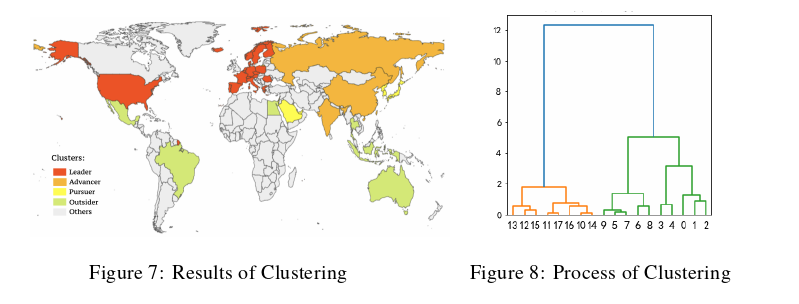 Clusters:
Leader
Advancer
Pursuer
Outsider
Others
12
10
8
6
4
2
0
13 12 15 11 17 16 10 14 9 5 7 6 8 3 4 0 1 2
Figure 7: Results of Clustering
Figure 8: Process of Clustering